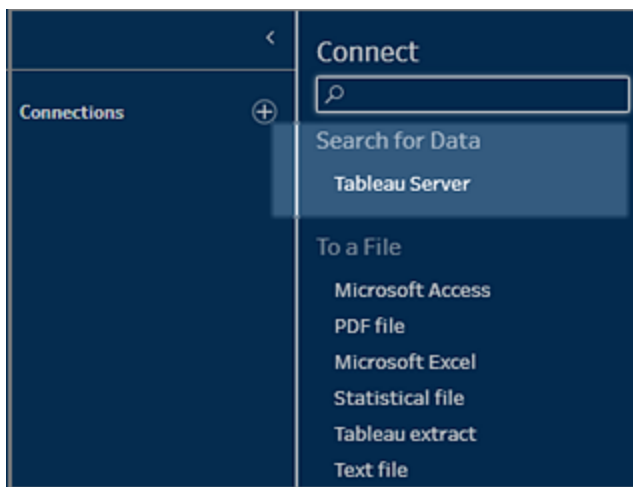 Connections
Connect
Search for Data
Tableau Server
To a File
Microsoft Access
PDF file
Microsoft Excel
Statistical file
Tableau extract
Text file